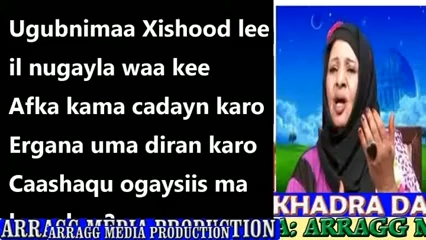 Ugubnimaa Xishood lee
il nugayla waa kee
Afka kama cadayn karo
Ergana uma diran karo
Caashaqu ogaysiis ma
KHADRA DA
ARRAGG MEDIA PRODUCTION
ARRAGG MEDIA PRODUCTION
A: ARRAGG M